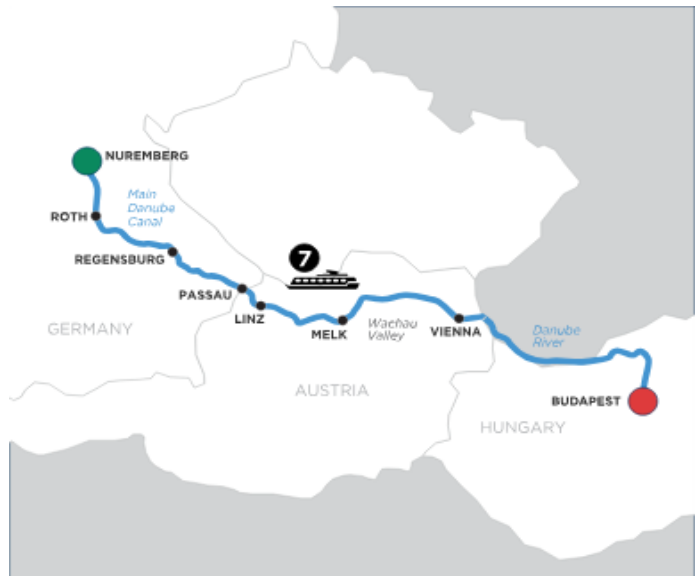 NUREMBERG
Main
Danube
Canal
ROTH
REGENSBURG
7
PASSAU
LINZ
MELK
Wachau
Valley
VIENNA
Danube
River
GERMANY
AUSTRIA
BUDAPEST
HUNGARY